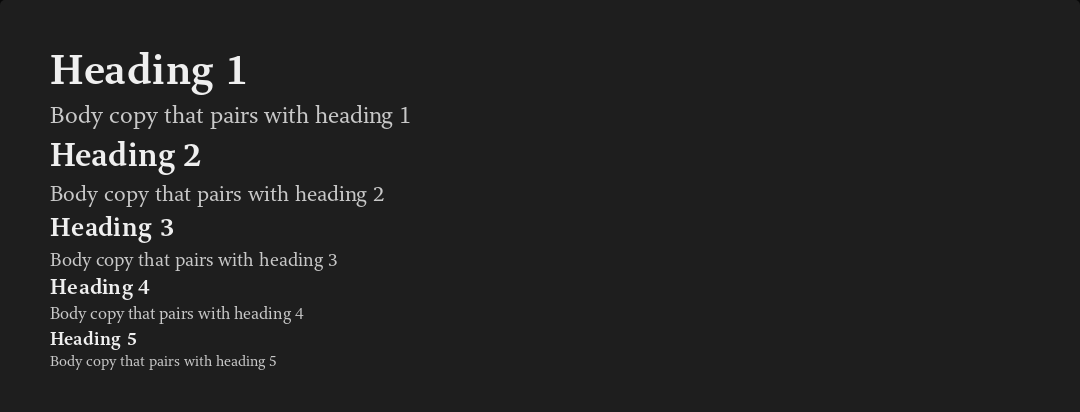 Heading 1
Body copy that pairs with heading 1
Heading 2
Body copy that pairs with heading 2
Heading 3
Body copy that pairs with heading 3
Heading 4
Body copy that pairs with heading 4
Heading 5
Body copy that pairs with heading 5